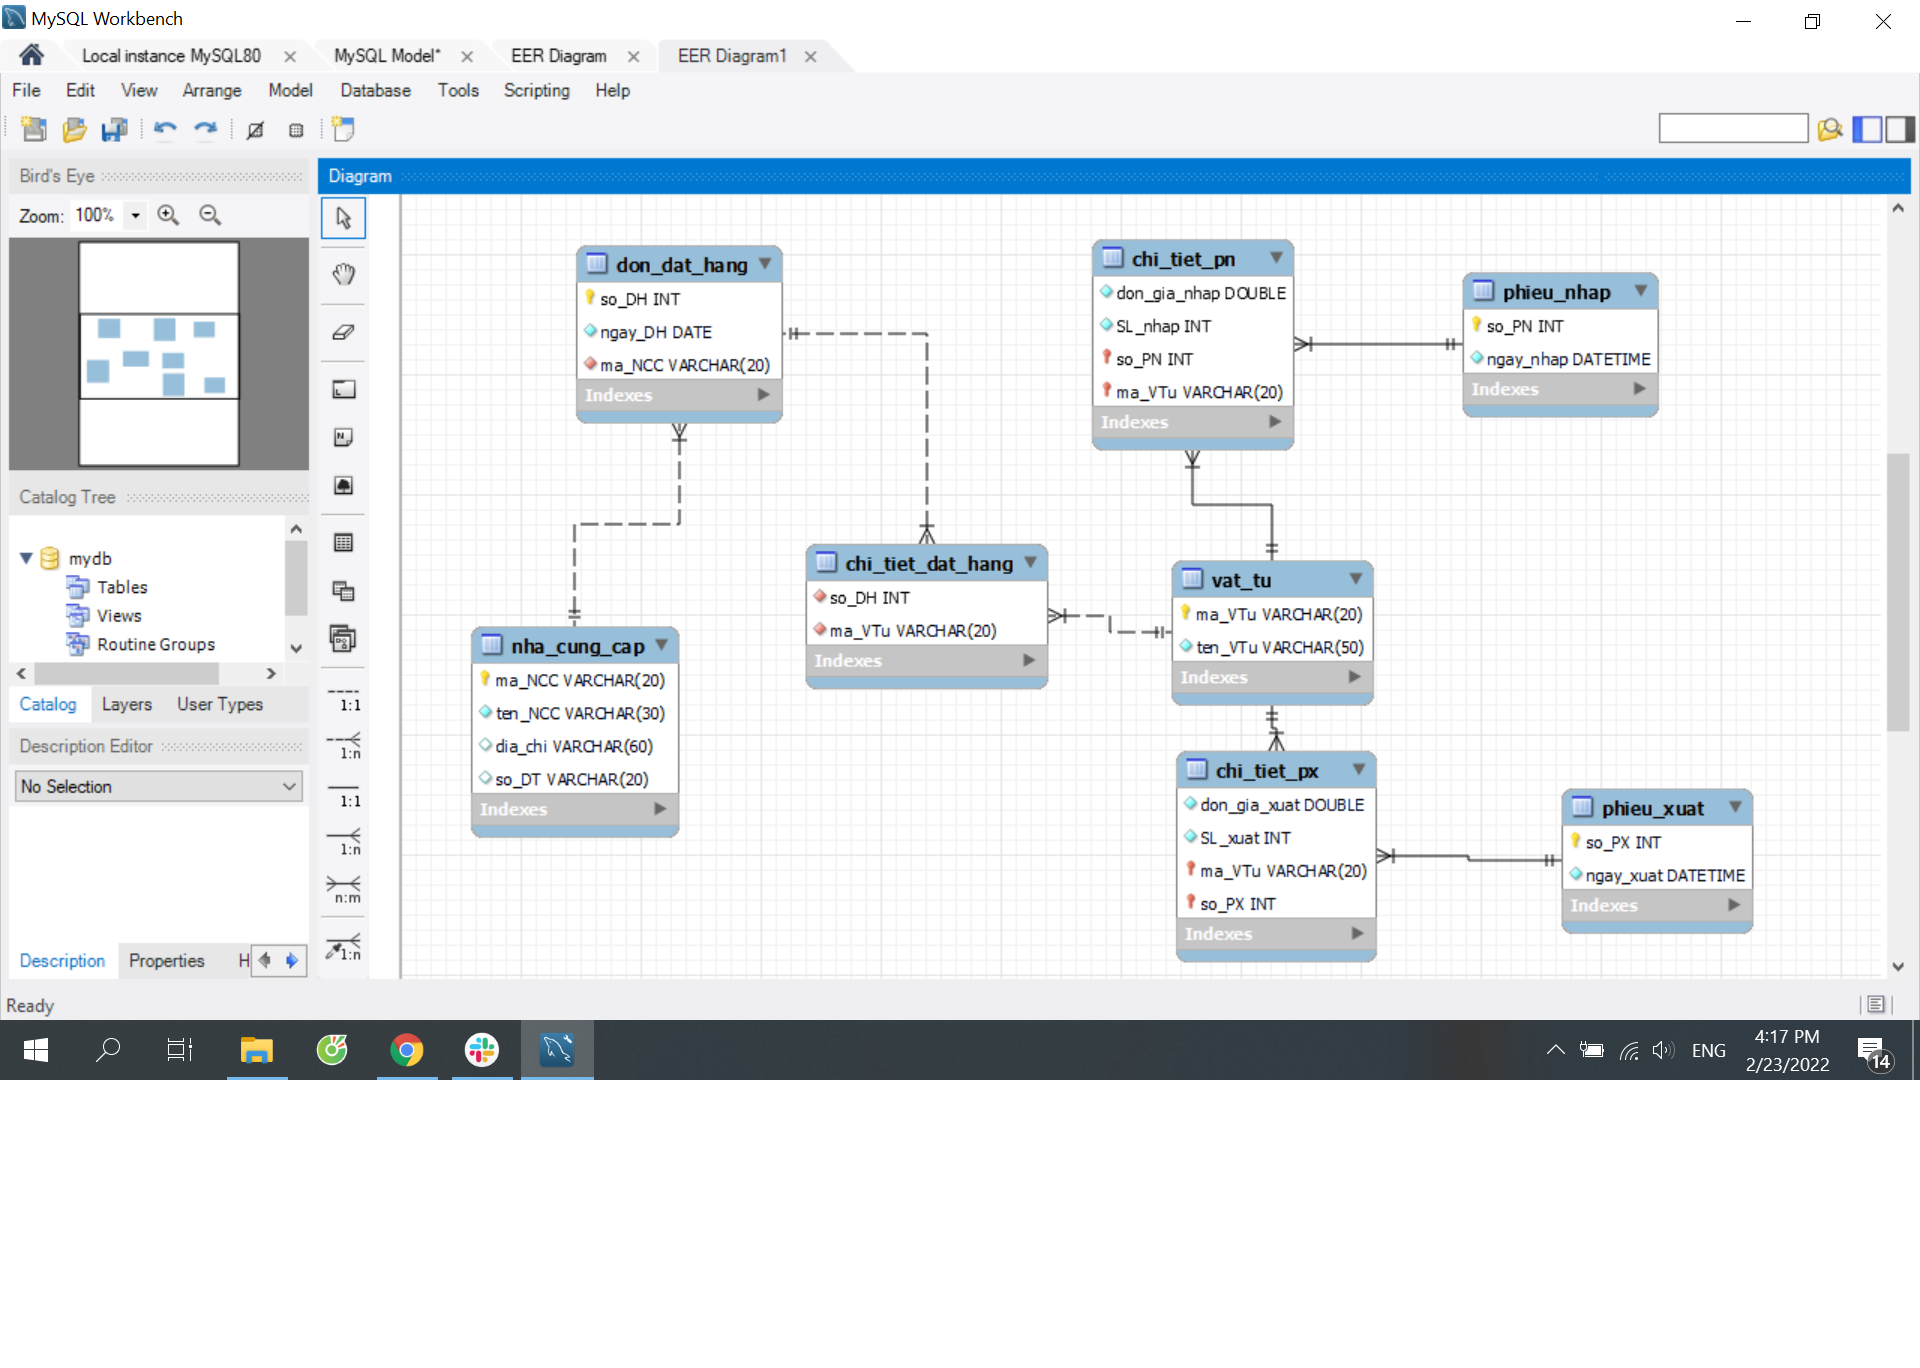 MySQL Workbench
Local instance MySQL80
MySQL Model*
EER Diagram
EER Diagram1
File Edit View Arrange Model Database Tools Scripting Help
Bird's Eye
Zoom: 100%
Catalog Tree
mydb
Tables
Views
Routine Groups
Catalog Layers User Types
Description Editor
No Selection
Description Properties H
Ready
Diagram
N
1:1
1:n
1:1
1:n
n:m
1:n
don_dat_hang
so_DH INT
ngay_DH DATE
ma_NCC VARCHAR(20)
Indexes
chi_tiet_pn
don_gia_nhap DOUBLE
SL_nhap INT
so_PN INT
ma_VTu VARCHAR(20)
Indexes
phieu_nhap
so_PN INT
ngay_nhap DATETIME
Indexes
chi_tiet_dat_hang
so_DH INT
ma_VTu VARCHAR(20)
Indexes
vat_tu
ma_VTu VARCHAR(20)
ten_VTu VARCHAR(50)
Indexes
nha_cung_cap
ma_NCC VARCHAR(20)
ten_NCC VARCHAR(30)
dia_chi VARCHAR(60)
so_DT VARCHAR(20)
Indexes
chi_tiet_px
don_gia_xuat DOUBLE
SL_xuat INT
ma_VTu VARCHAR(20)
so_PX INT
Indexes
phieu_xuat
so_PX INT
ngay_xuat DATETIME
Indexes
ENG
4:17 PM
2/23/2022
14